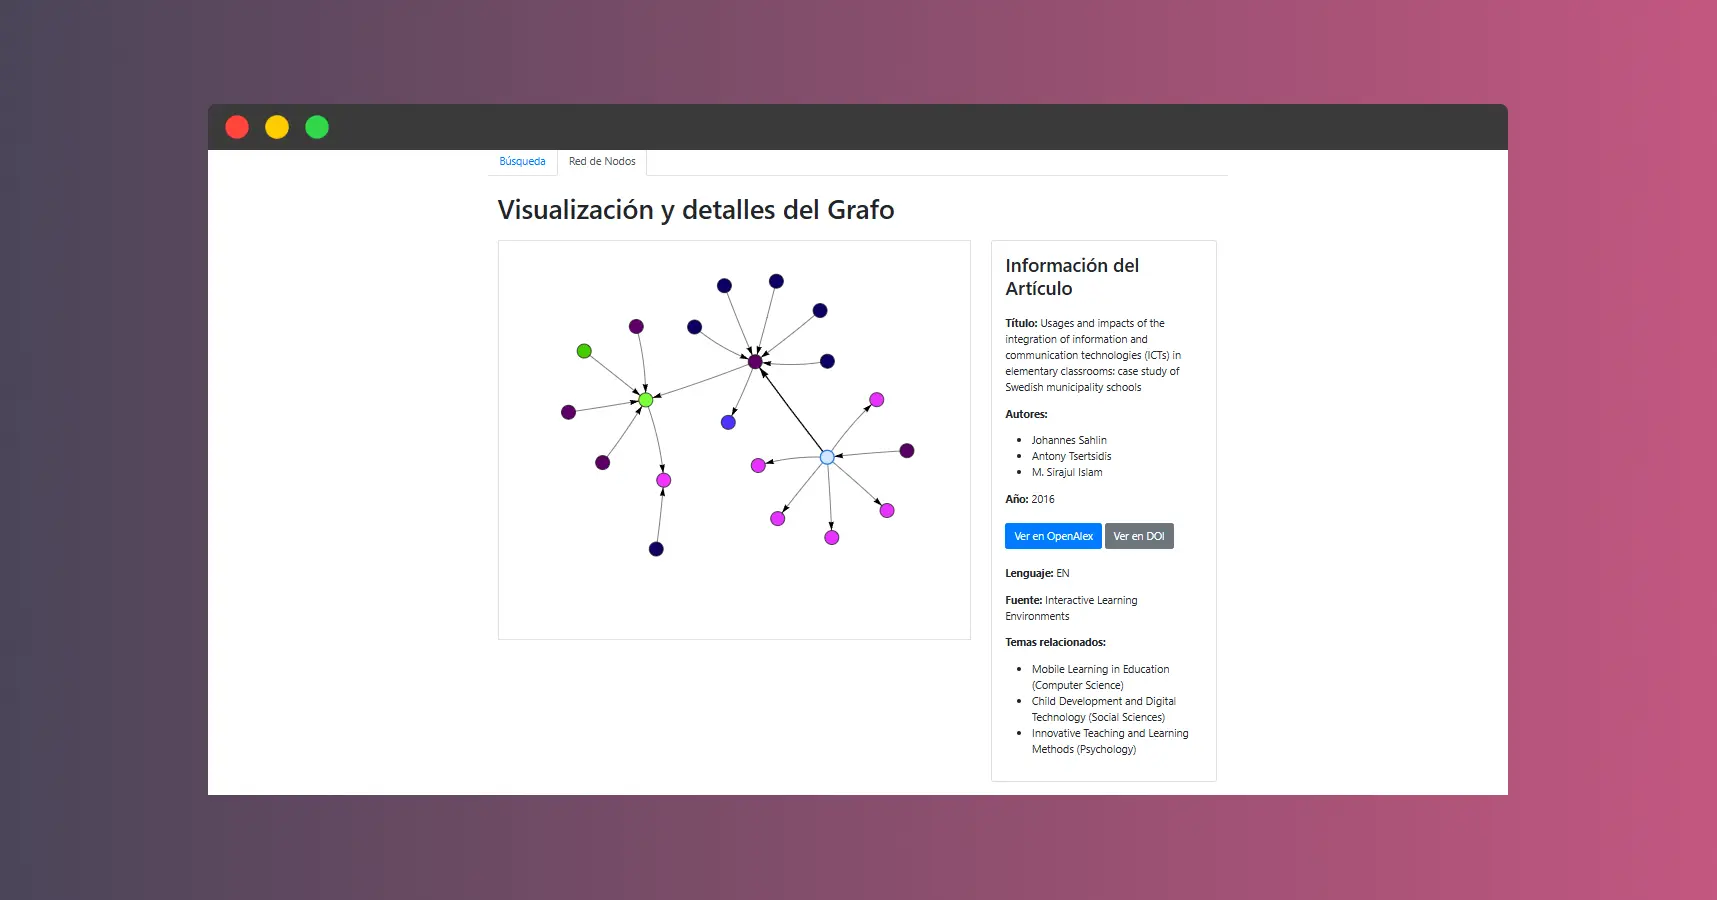 Búsqueda
Red de Nodos
Visualización y detalles del Grafo
Información del
Artículo
Título: Usages and impacts of the
integration of information and
communication technologies (ICTs) in
elementary classrooms: case study of
Swedish municipality schools
Autores:
Johannes Sahlin
Antony Tsertsidis
M. Sirajul Islam
Año: 2016
Ver en OpenAlex
Ver en DOI
Lenguaje: EN
Fuente: Interactive Learning
Environments
Temas relacionados:
Mobile Learning in Education
(Computer Science)
Child Development and Digital
Technology (Social Sciences)
Innovative Teaching and Learning
Methods (Psychology)